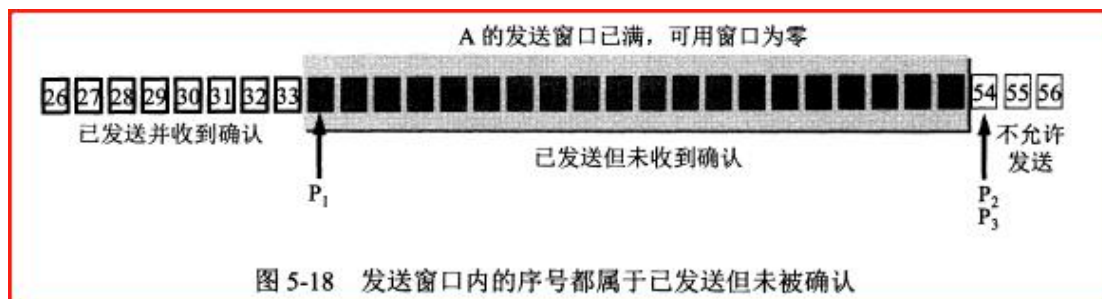 A 的发送窗口已满，可用窗口为零
26 27 28 29 30 31 32 33 54 55 56
已发送并收到确认
已发送但未收到确认
不允许
发送
P₁
P₂
P₃
图 5-18 发送窗口内的序号都属于已发送但未被确认